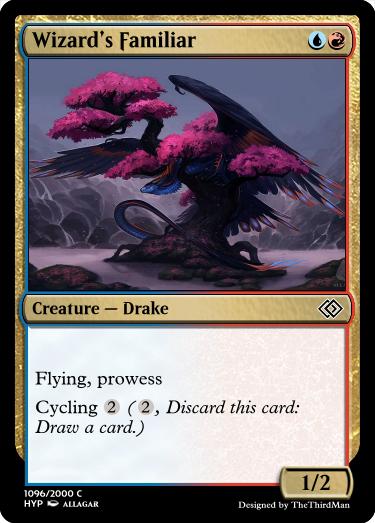 Wizard's Familiar
Creature — Drake
Flying, prowess
Cycling 2 ( 2, Discard this card:
Draw a card.)
1/2
1096/2000 C
HYP ALLAGAR
Designed by TheThirdMan